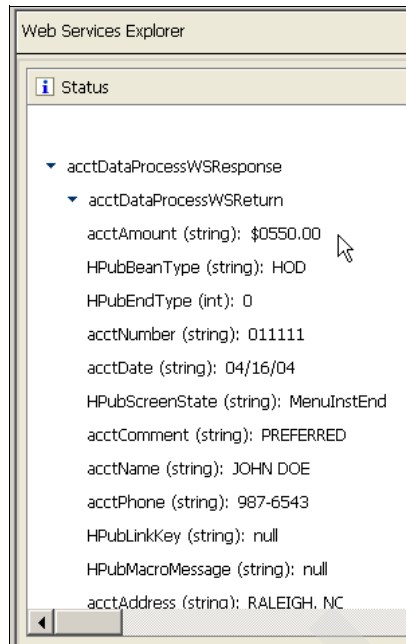 Web Services Explorer
Status
acctDataProcessWSResponse
acctDataProcessWSReturn
acctAmount (string): $0550.00
HPubBeanType (string): HOD
HPubEndType (int): 0
acctNumber (string): 011111
acctDate (string): 04/16/04
HPubScreenState (string): MenuInstEnd
acctComment (string): PREFERRED
acctName (string): JOHN DOE
acctPhone (string): 987-6543
HPubLinkKey (string): null
HPubMacroMessage (string): null
acctAddress (string): RALEIGH, NC